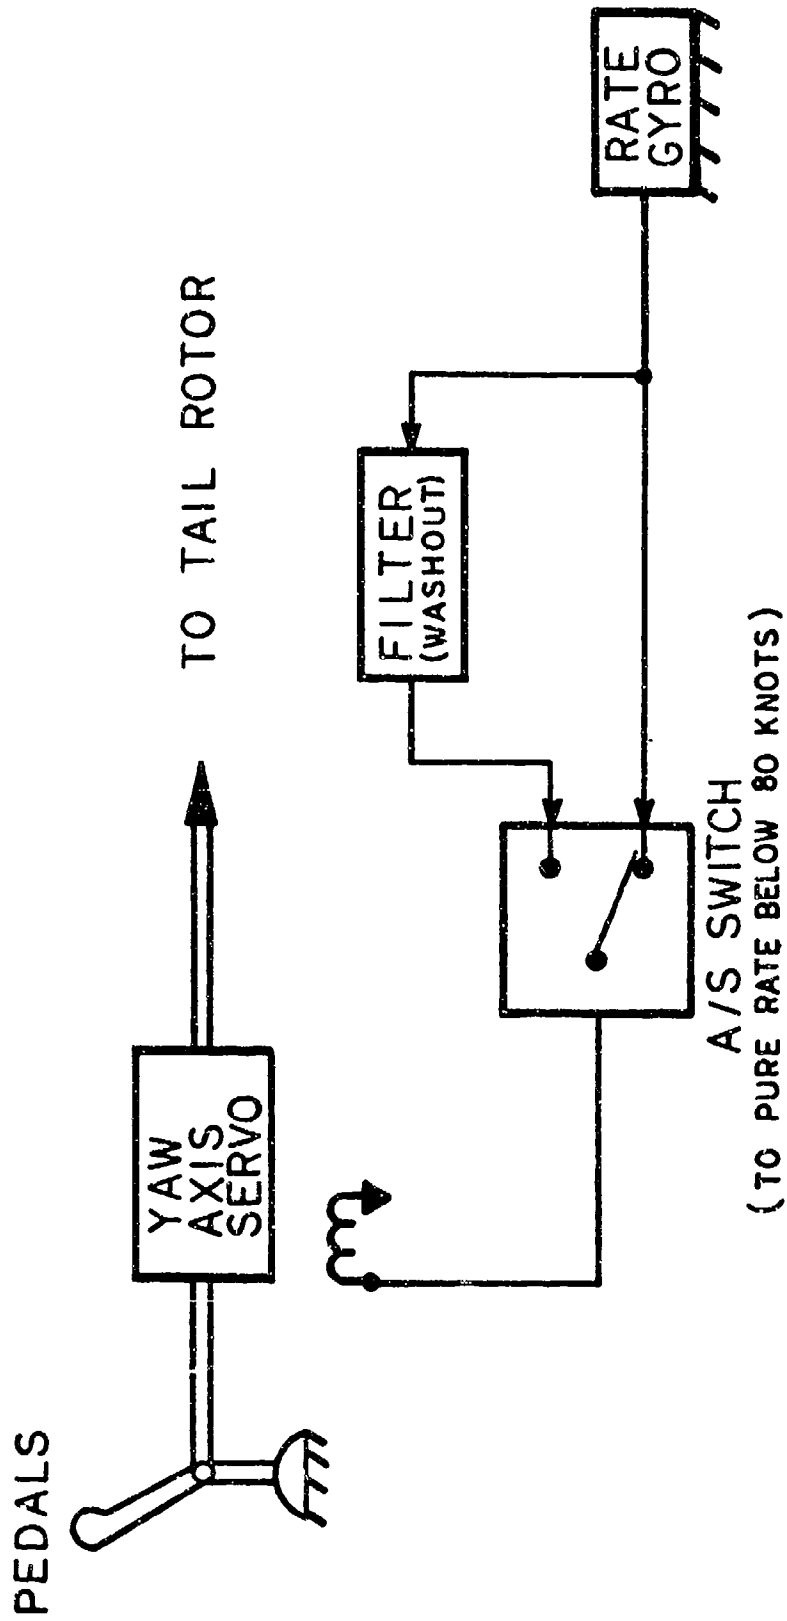 PEDALS
YAW
AXIS
SERVO
TO TAIL ROTOR
FILTER
(WASHOUT)
RATE
GYRO
A/S SWITCH
(TO PURE RATE BELOW 80 KNOTS)